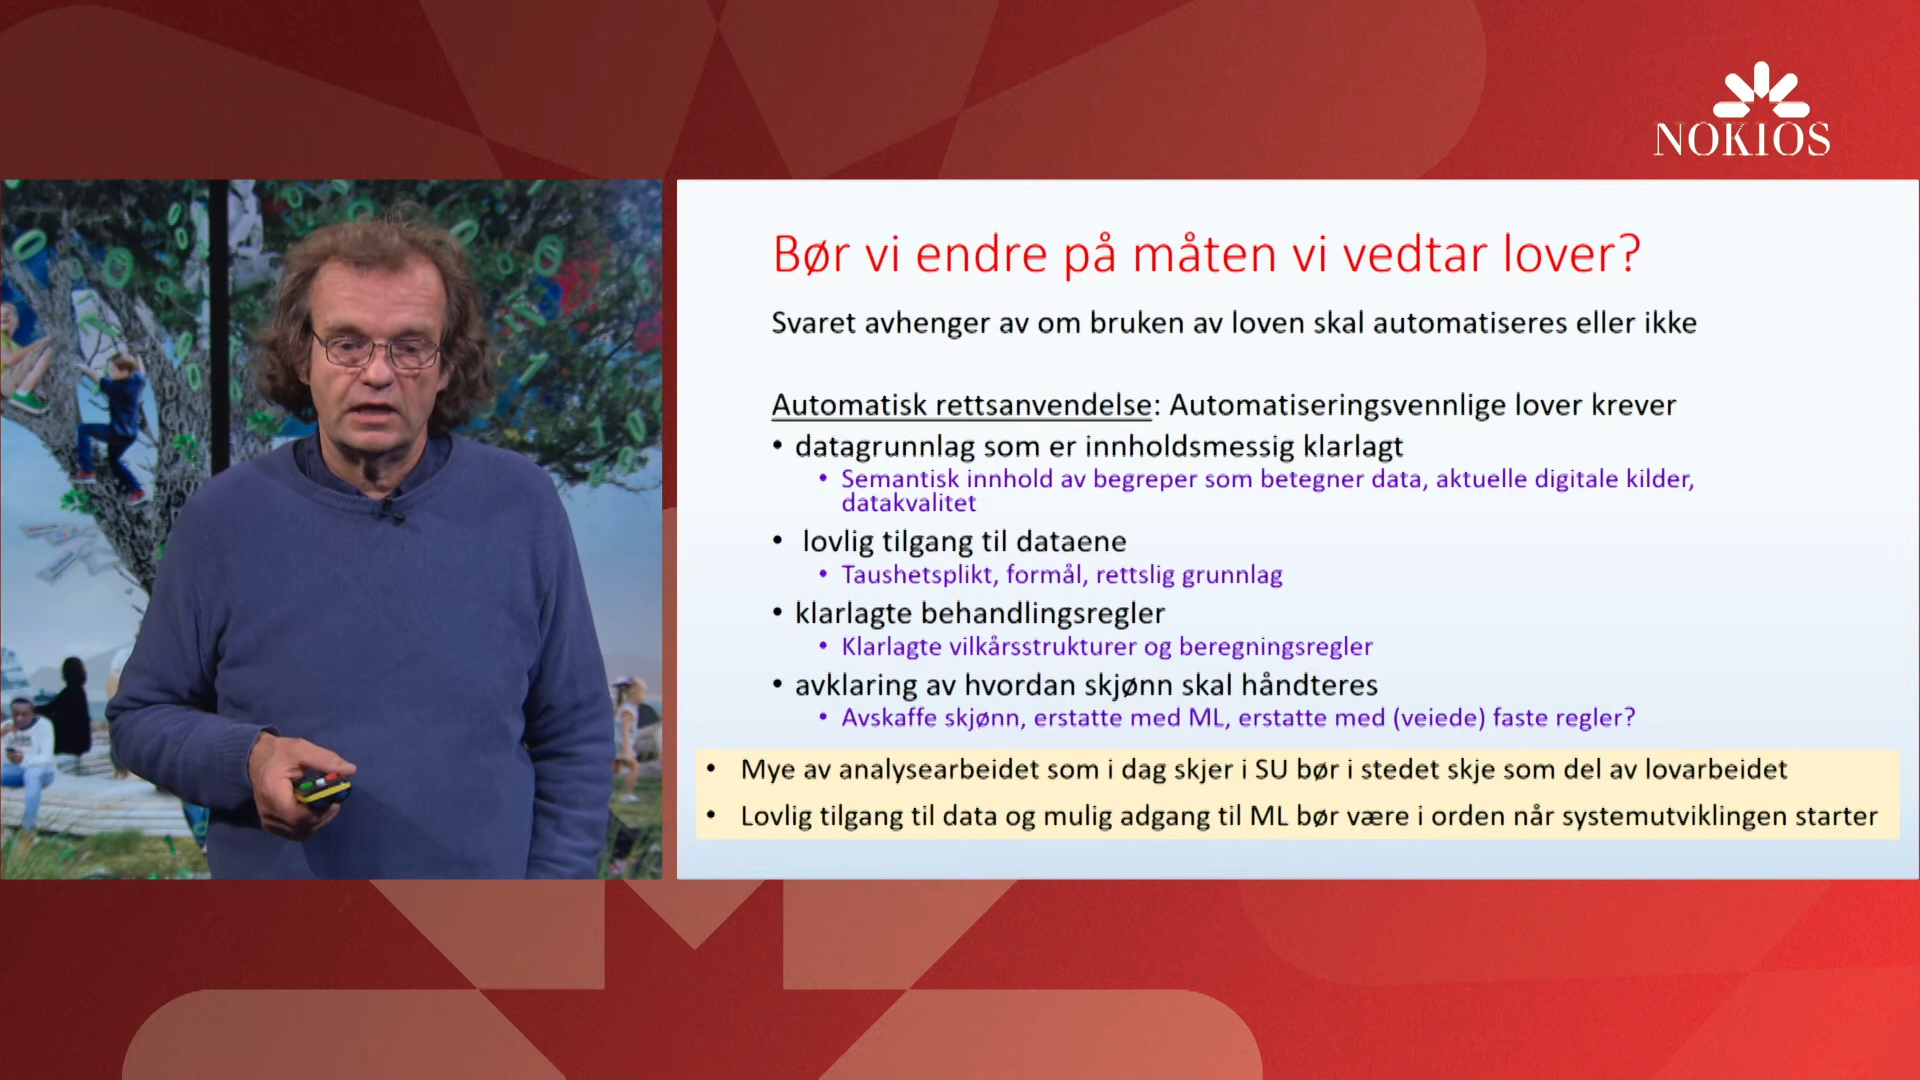 NOKIOS
Bør vi endre på måten vi vedtar lover?
Svaret avhenger av om bruken av loven skal automatiseres eller ikke
Automatisk rettsanvendelse: Automatiseringsvennlige lover krever
• datagrunnlag som er innholdsmessig klarlagt
• Semantisk innhold av begreper som betegner data, aktuelle digitale kilder,
datakvalitet
• lovlig tilgang til dataene
• Taushetsplikt, formål, rettslig grunnlag
• klarlagte behandlingsregler
• Klarlagte vilkårsstrukturer og beregningsregler
• avklaring av hvordan skjønn skal håndteres
• Avskaffe skjønn, erstatte med ML, erstatte med (veiede) faste regler?
• Mye av analysearbeidet som i dag skjer i SU bør i stedet skje som del av lovarbeidet
• Lovlig tilgang til data og mulig adgang til ML bør være i orden når systemutviklingen starter